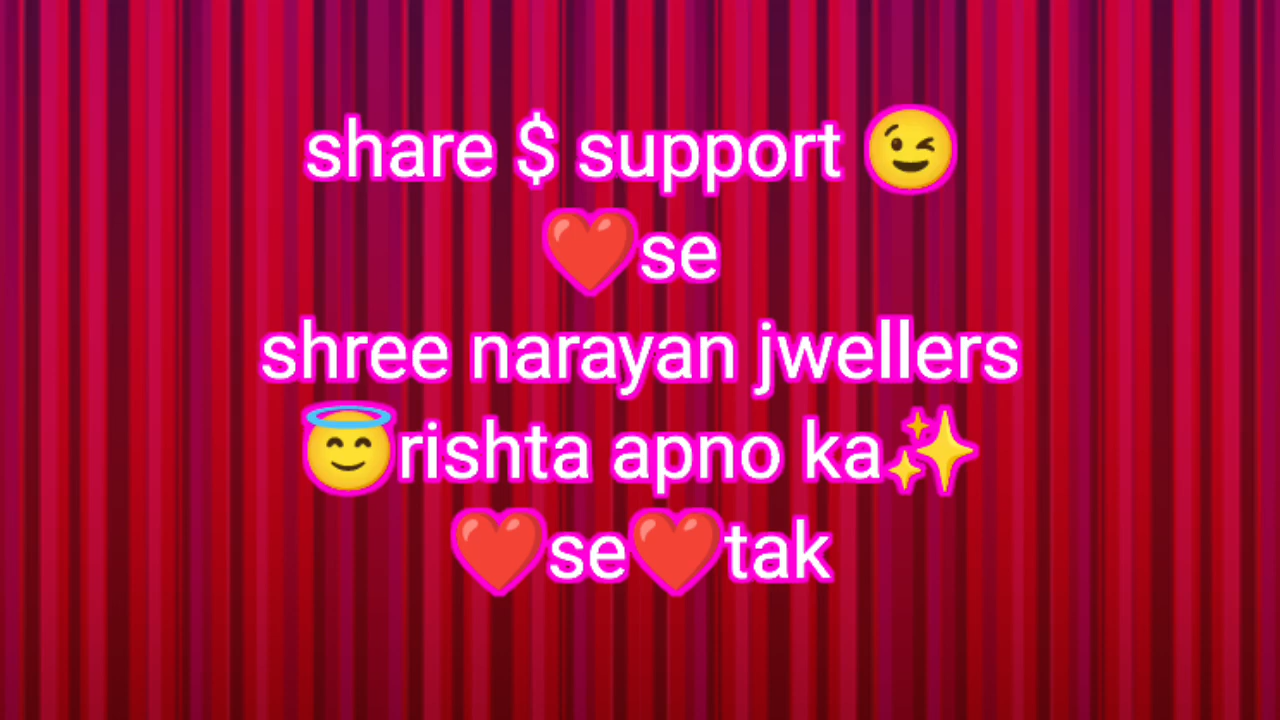 share $ support 😉
❤️se
shree narayan jwellers
😇rishta apno ka✨
❤️se❤️tak